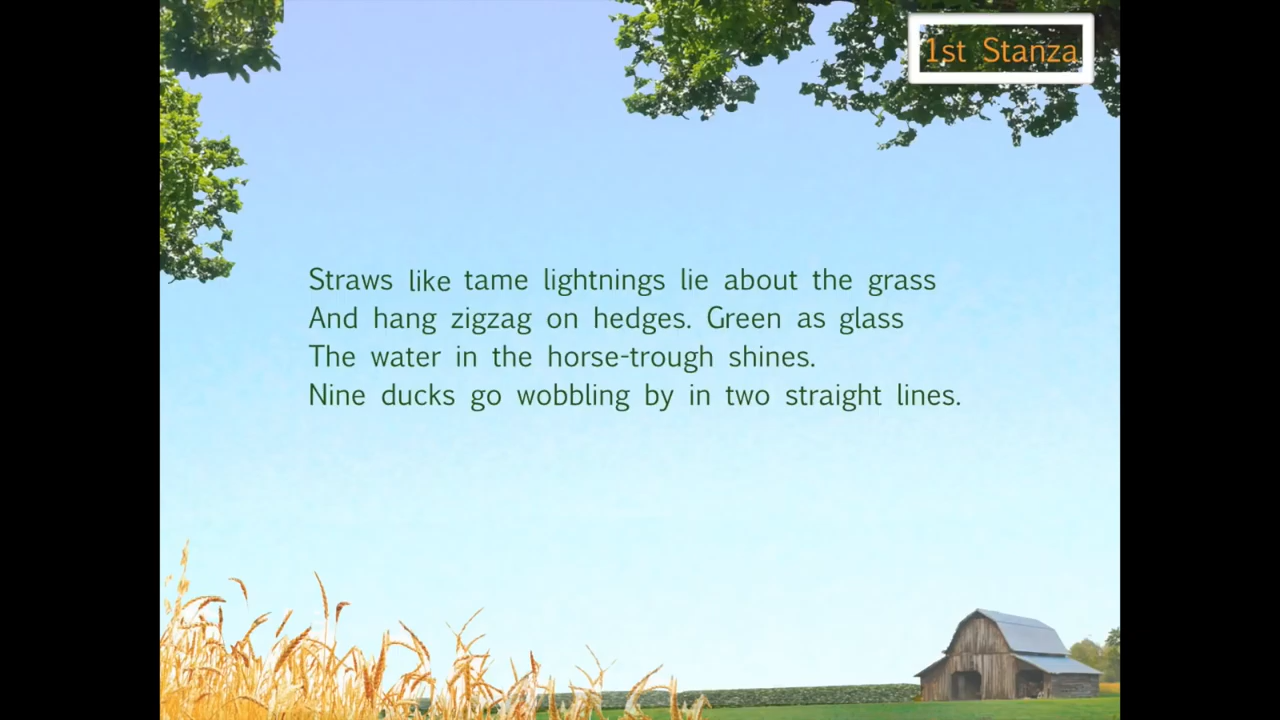 1st Stanza
Straws like tame lightnings lie about the grass
And hang zigzag on hedges. Green as glass
The water in the horse-trough shines.
Nine ducks go wobbling by in two straight lines.